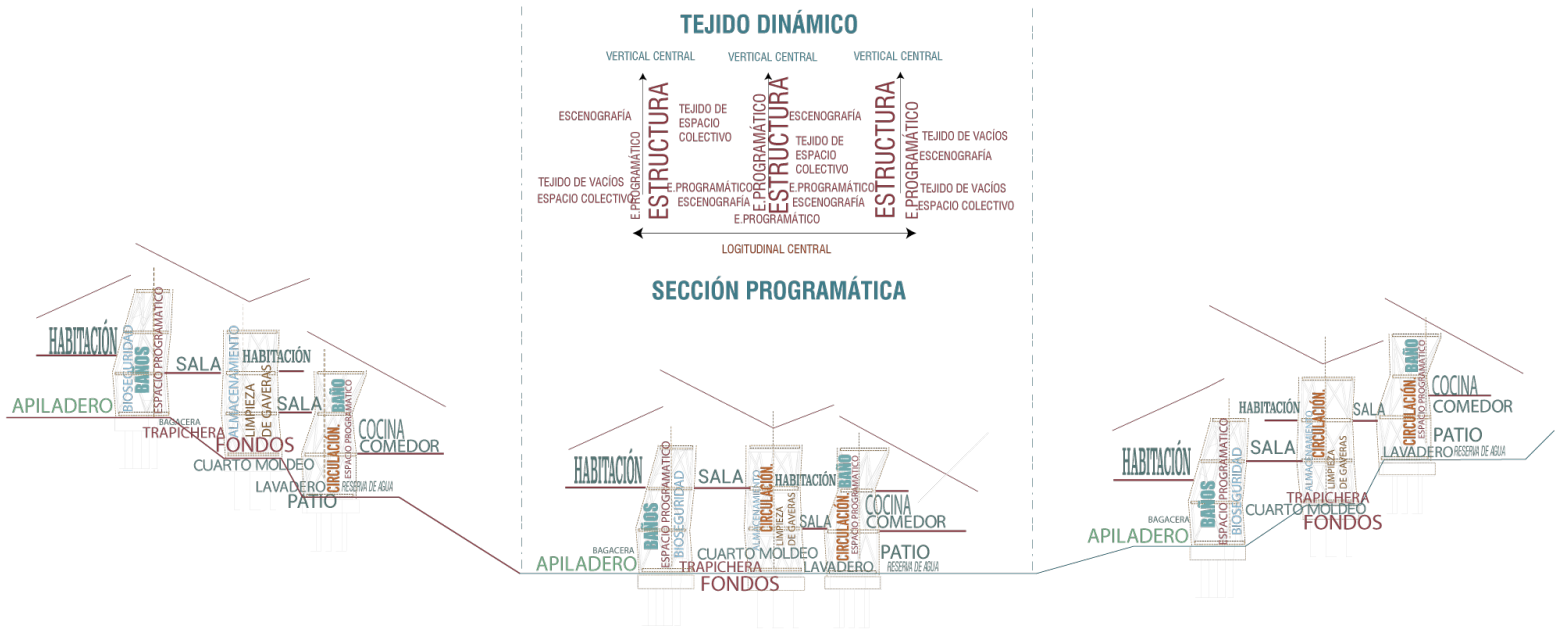 TEJIDO DINÁMICO
VERTICAL CENTRAL
VERTICAL CENTRAL
VERTICAL CENTRAL
ESCENOGRAFÍA
E.PROGRAMÁTICO
ESTRUCTURA
TEJIDO DE
ESPACIO
COLECTIVO
TEJIDO DE VACÍOS
ESPACIO COLECTIVO
E.PROGRAMÁTICO
ESCENOGRAFÍA
E.PROGRAMÁTICO
ESTRUCTURA
ESCENOGRAFÍA
TEJIDO DE
ESPACIO
COLECTIVO
E.PROGRAMÁTICO
ESCENOGRAFÍA
E.PROGRAMÁTICO
ESTRUCTURA
E.PROGRAMÁTICO
TEJIDO DE VACÍOS
ESCENOGRAFÍA
TEJIDO DE VACÍOS
ESPACIO COLECTIVO
LOGITUDINAL CENTRAL
SECCIÓN PROGRAMÁTICA
HABITACIÓN
BIOSEGURIDAD
BAÑOS
ESPACIO PROGRAMÁTICO
SALA
ALMACENAMIENTO
HABITACIÓN
LIMPIEZA
DE GAVERAS
SALA
BAÑO
CIRCULACIÓN.
ESPACIO PROGRAMÁTICO
COCINA
COMEDOR
APILADERO
BAGACERA
TRAPICHERA
FONDOS
CUARTO MOLDEO
LAVADERO
RESERVA DE AGUA
PATIO
HABITACIÓN
BAÑOS
ESPACIO PROGRAMÁTICO
BIOSEGURIDAD
SALA
ALMACENAMIENTO
CIRCULACIÓN.
HABITACIÓN
LIMPIEZA
DE GAVERAS
SALA
BAÑO
CIRCULACIÓN.
ESPACIO PROGRAMÁTICO
COCINA
COMEDOR
BAGACERA
APILADERO
CUARTO MOLDEO
TRAPICHERA
FONDOS
LAVADERO
PATIO
RESERVA DE AGUA
HABITACIÓN
BAÑOS
ESPACIO PROGRAMÁTICO
BIOSEGURIDAD
HABITACIÓN
SALA
ALMACENAMIENTO
CIRCULACIÓN.
LIMPIEZA
DE GAVERAS
SALA
BAÑO
CIRCULACIÓN.
ESPACIO PROGRAMÁTICO
COCINA
COMEDOR
PATIO
LAVADERO
RESERVA DE AGUA
TRAPICHERA
CUARTO MOLDEO
FONDOS
BAGACERA
APILADERO